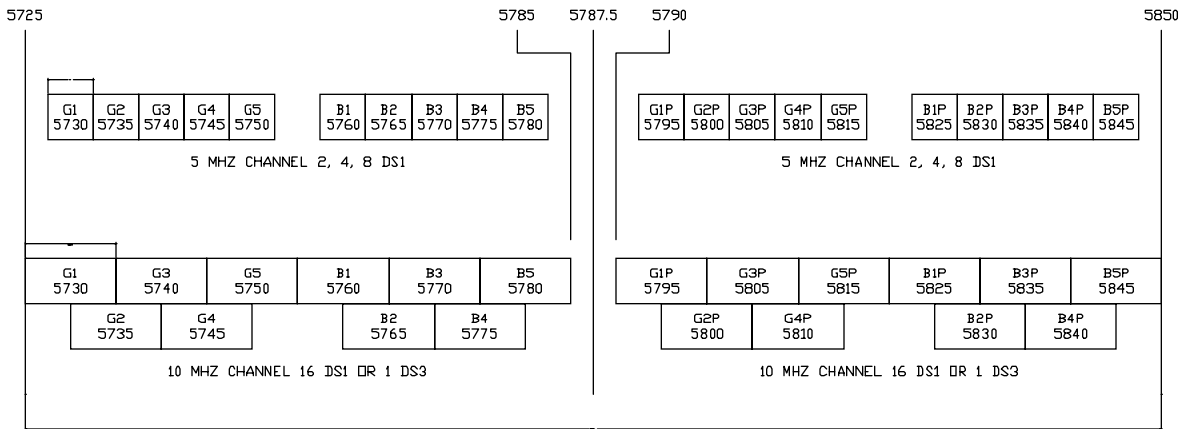 5725 5785 5787.5 5790 5850
G1 G2 G3 G4 G5 B1 B2 B3 B4 B5 G1P G2P G3P G4P G5P B1P B2P B3P B4P B5P
5730 5735 5740 5745 5750 5760 5765 5770 5775 5780 5795 5800 5805 5810 5815 5825 5830 5835 5840 5845
5 MHZ CHANNEL 2, 4, 8 DS1 5 MHZ CHANNEL 2, 4, 8 DS1
G1 G3 G5 B1 B3 B5 G1P G3P G5P B1P B3P B5P
5730 5740 5750 5760 5770 5780 5795 5805 5815 5825 5835 5845
G2 G4 B2 B4 G2P G4P B2P B4P
5735 5745 5765 5775 5800 5810 5830 5840
10 MHZ CHANNEL 16 DS1 OR 1 DS3 10 MHZ CHANNEL 16 DS1 OR 1 DS3